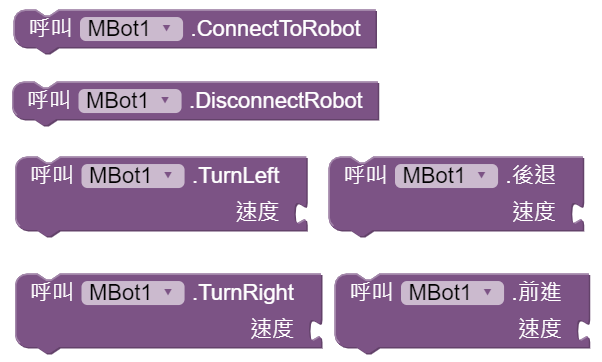 呼叫 MBot1 .ConnectToRobot
呼叫 MBot1 .DisconnectRobot
呼叫 MBot1 .TurnLeft
速度
呼叫 MBot1 .後退
速度
呼叫 MBot1 .TurnRight
速度
呼叫 MBot1 .前進
速度